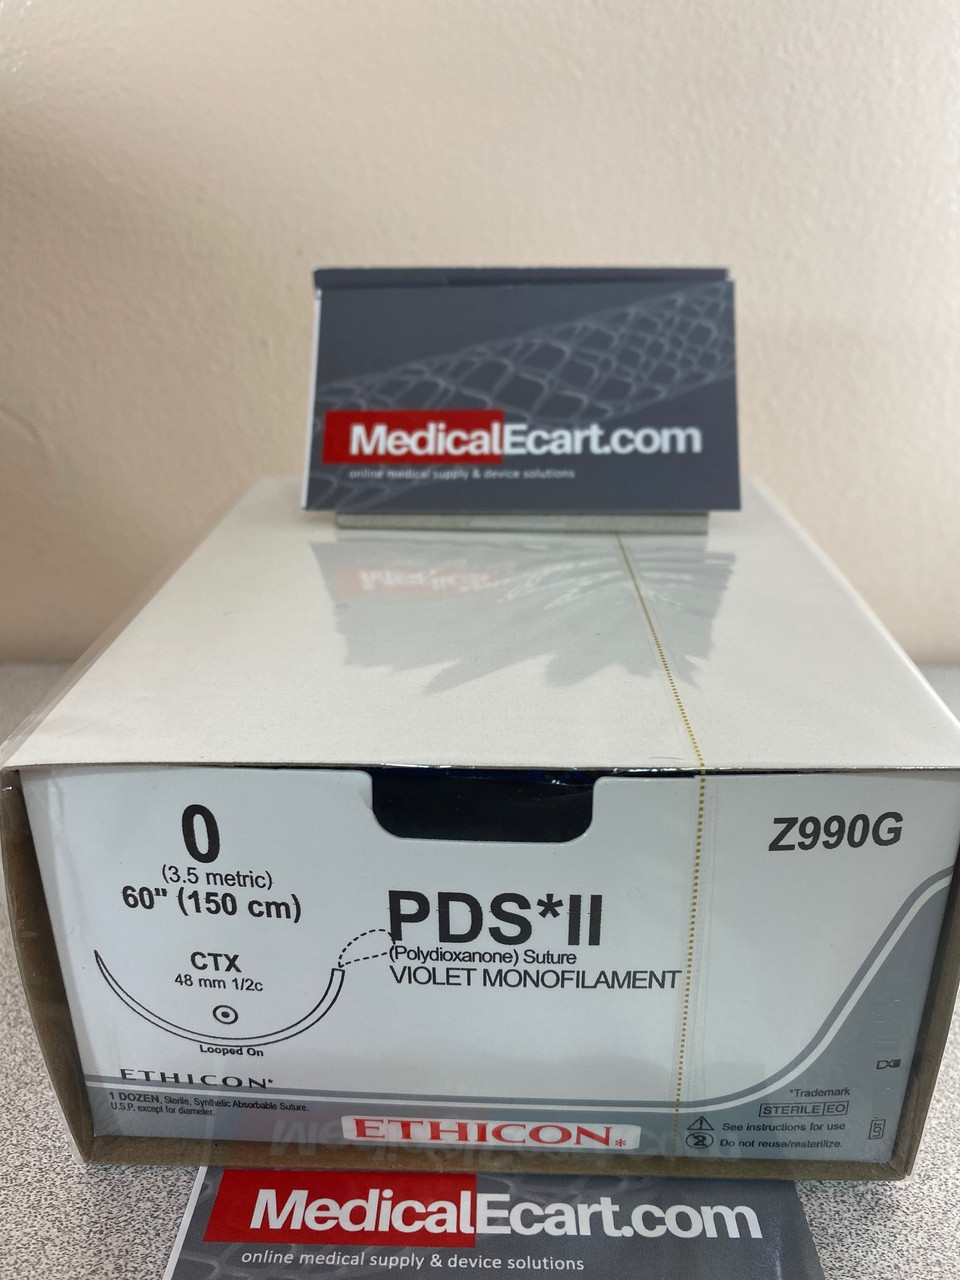 MedicalEcart.com
online medical supply & device solutions
0
(3.5 metric)
60" (150 cm)
Z990G
PDS*II
(Polydioxanone) Suture
VIOLET MONOFILAMENT
CTX
48 mm 1/2c
Looped On
ETHICON*
1 DOZEN, Sterile, Synthetic Absorbable Suture.
U.S.P. except for diameter.
ETHICON*
*Trademark
STERILE EO
See instructions for use
2 Do not reuse/resterilize.
LOT
MedicalEcart.com
online medical supply & device solutions